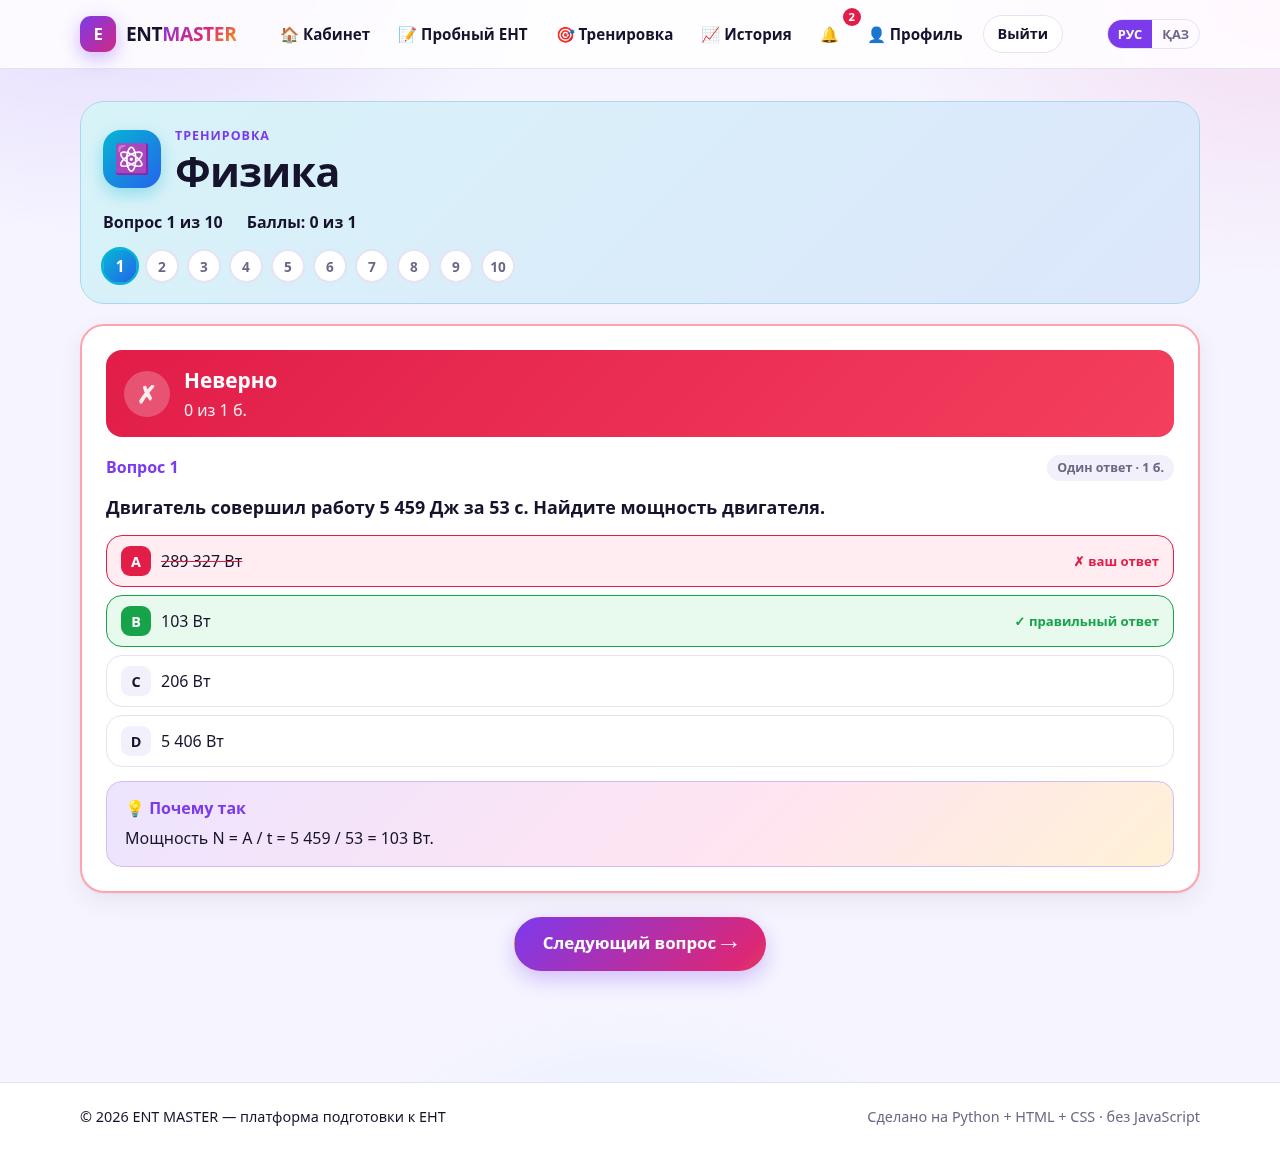 E ENTMASTER 🏠 Кабинет 📝 Пробный ЕНТ 🎯 Тренировка 📈 История 🔔 2 👤 Профиль Выйти РУС ҚАЗ
ТРЕНИРОВКА
Физика
Вопрос 1 из 10 Баллы: 0 из 1
1 2 3 4 5 6 7 8 9 10
✗ Неверно
0 из 1 б.
Вопрос 1 Один ответ · 1 б.
Двигатель совершил работу 5 459 Дж за 53 с. Найдите мощность двигателя.
A 289 327 Вт ✗ ваш ответ
B 103 Вт ✓ правильный ответ
C 206 Вт
D 5 406 Вт
💡 Почему так
Мощность N = A / t = 5 459 / 53 = 103 Вт.
Следующий вопрос →
© 2026 ENT MASTER — платформа подготовки к ЕНТ Сделано на Python + HTML + CSS · без JavaScript